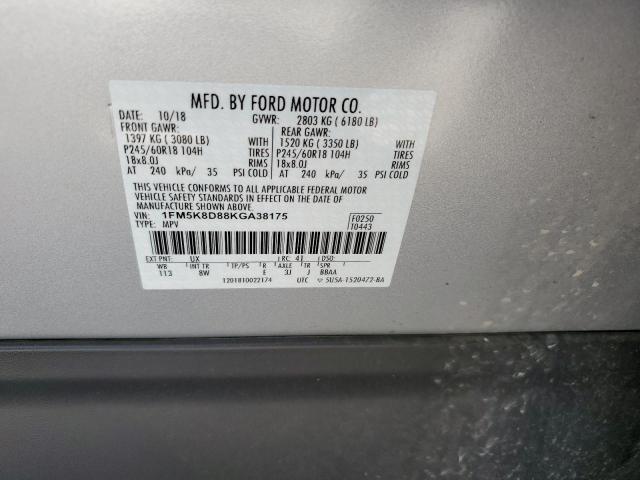 MFD. BY FORD MOTOR CO.
DATE: 10/18 GVWR: 2803 KG ( 6180 LB)
FRONT GAWR: REAR GAWR:
1397 KG ( 3080 LB) WITH 1520 KG ( 3350 LB) WITH
P245/60R18 104H TIRES P245/60R18 104H TIRES
18x8.0J RIMS 18x8.0J RIMS
AT 240 kPa/ 35 PSI COLD AT 240 kPa/ 35 PSI COLD
THIS VEHICLE CONFORMS TO ALL APPLICABLE FEDERAL MOTOR
VEHICLE SAFETY STANDARDS IN EFFECT ON THE DATE OF
MANUFACTURE SHOWN ABOVE.
VIN: 1FM5K8D88KGA38175 F0250
TYPE: MPV T0443
EXT PNT: UX RC: 41 DSO:
WB INT TR TP/PS R AXLE TR SPR
113 8W E 3J J BBAA
1201810022174 UTC 5USA-1520472-BA